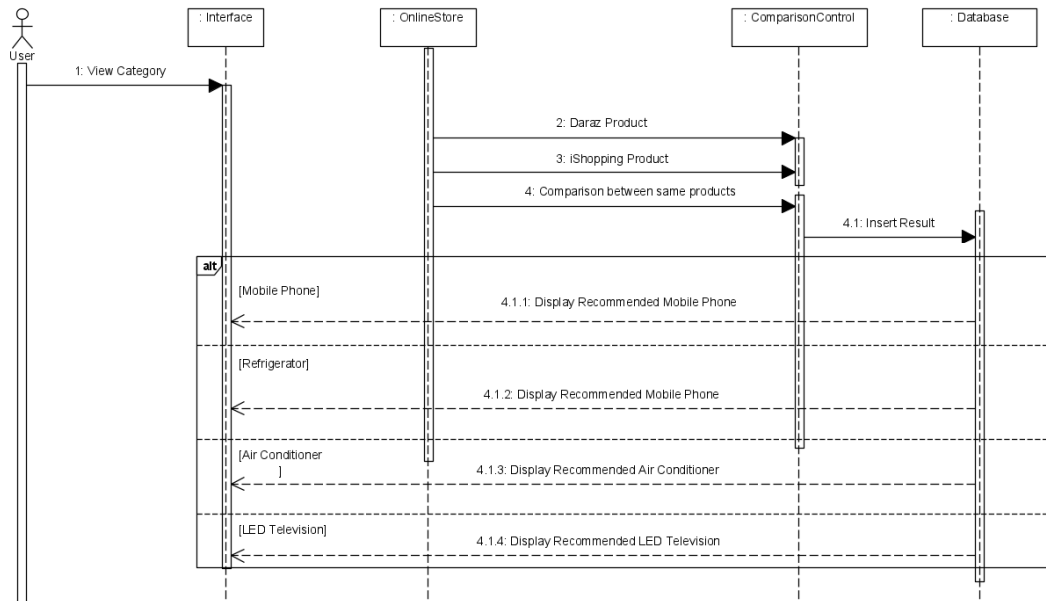 : Interface
: OnlineStore
: ComparisonControl
: Database
User
1: View Category
2: Daraz Product
3: iShopping Product
4: Comparison between same products
4.1: Insert Result
alt
[Mobile Phone]
4.1.1: Display Recommended Mobile Phone
[Refrigerator]
4.1.2: Display Recommended Mobile Phone
[Air Conditioner
]
4.1.3: Display Recommended Air Conditioner
[LED Television]
4.1.4: Display Recommended LED Television